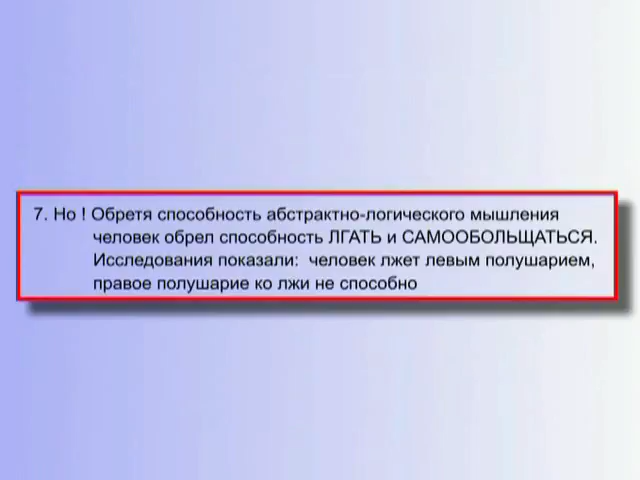 7. Но ! Обретя способность абстрактно-логического мышления
человек обрел способность ЛГАТЬ и САМООБОЛЬЩАТЬСЯ.
Исследования показали: человек лжет левым полушарием,
правое полушарие ко лжи не способно